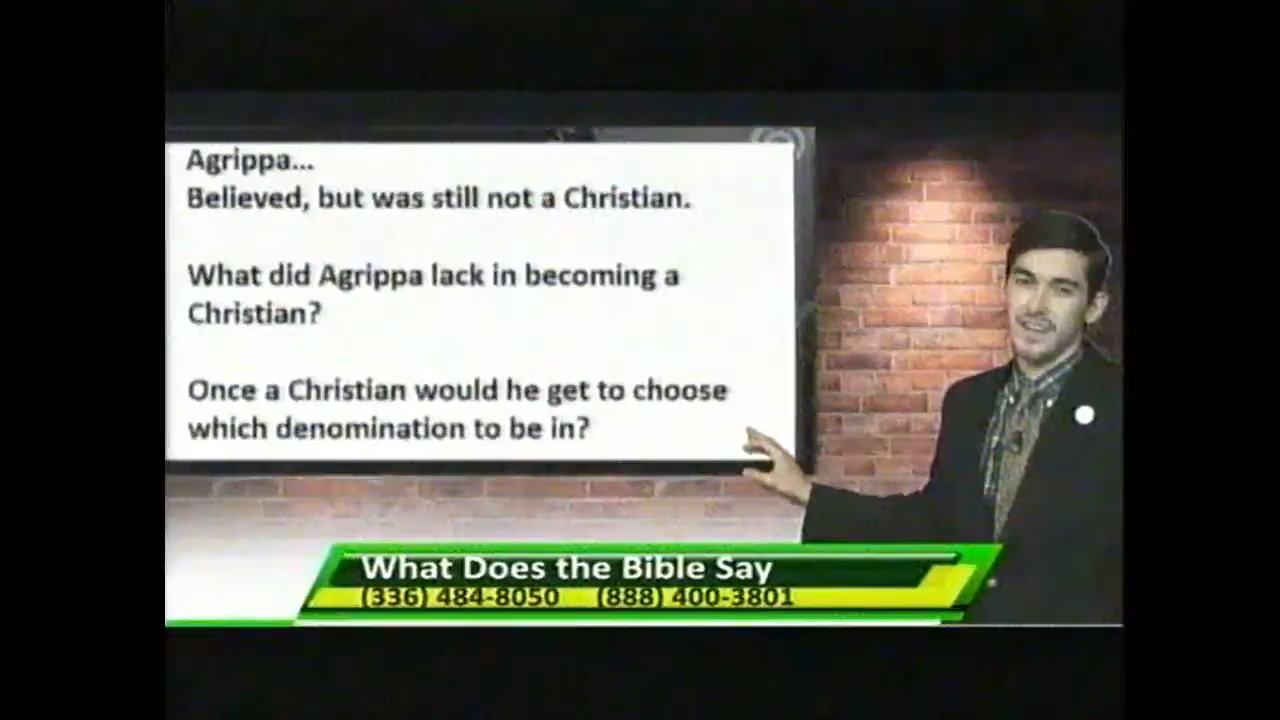 Agrippa...
Believed, but was still not a Christian.
What did Agrippa lack in becoming a
Christian?
Once a Christian would he get to choose
which denomination to be in?
What Does the Bible Say
(336) 484-8050 (888) 400-3801